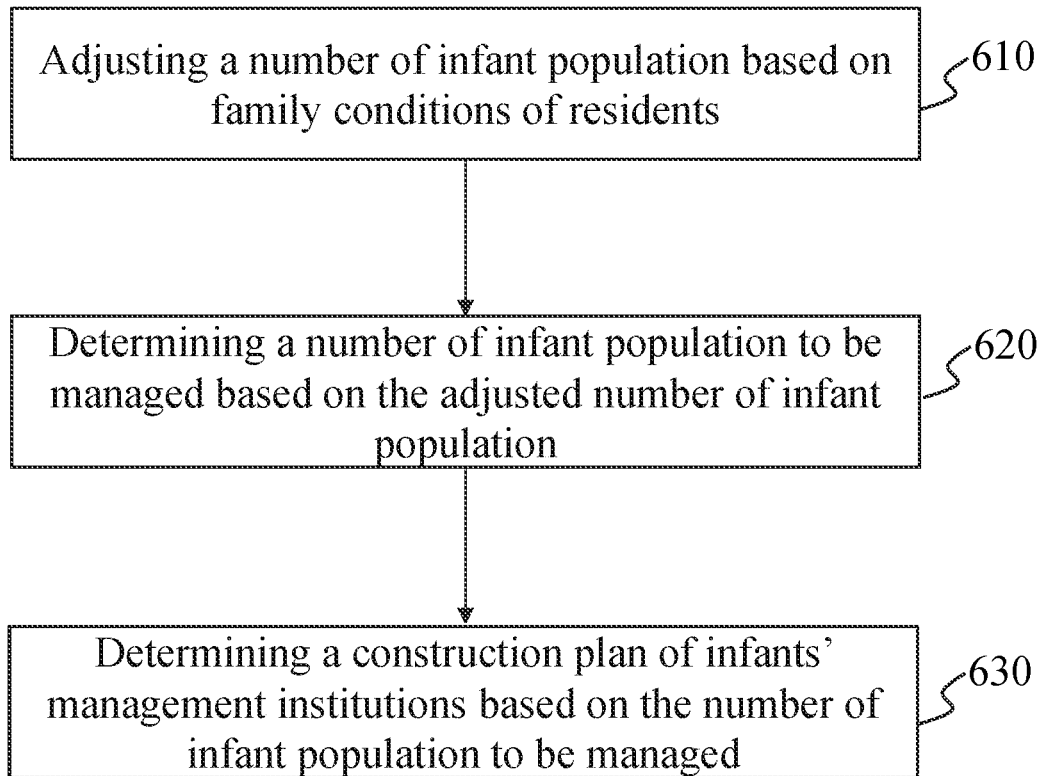 Adjusting a number of infant population based on
family conditions of residents
610
Determining a number of infant population to be
managed based on the adjusted number of infant
population
620
Determining a construction plan of infants’
management institutions based on the number of
infant population to be managed
630